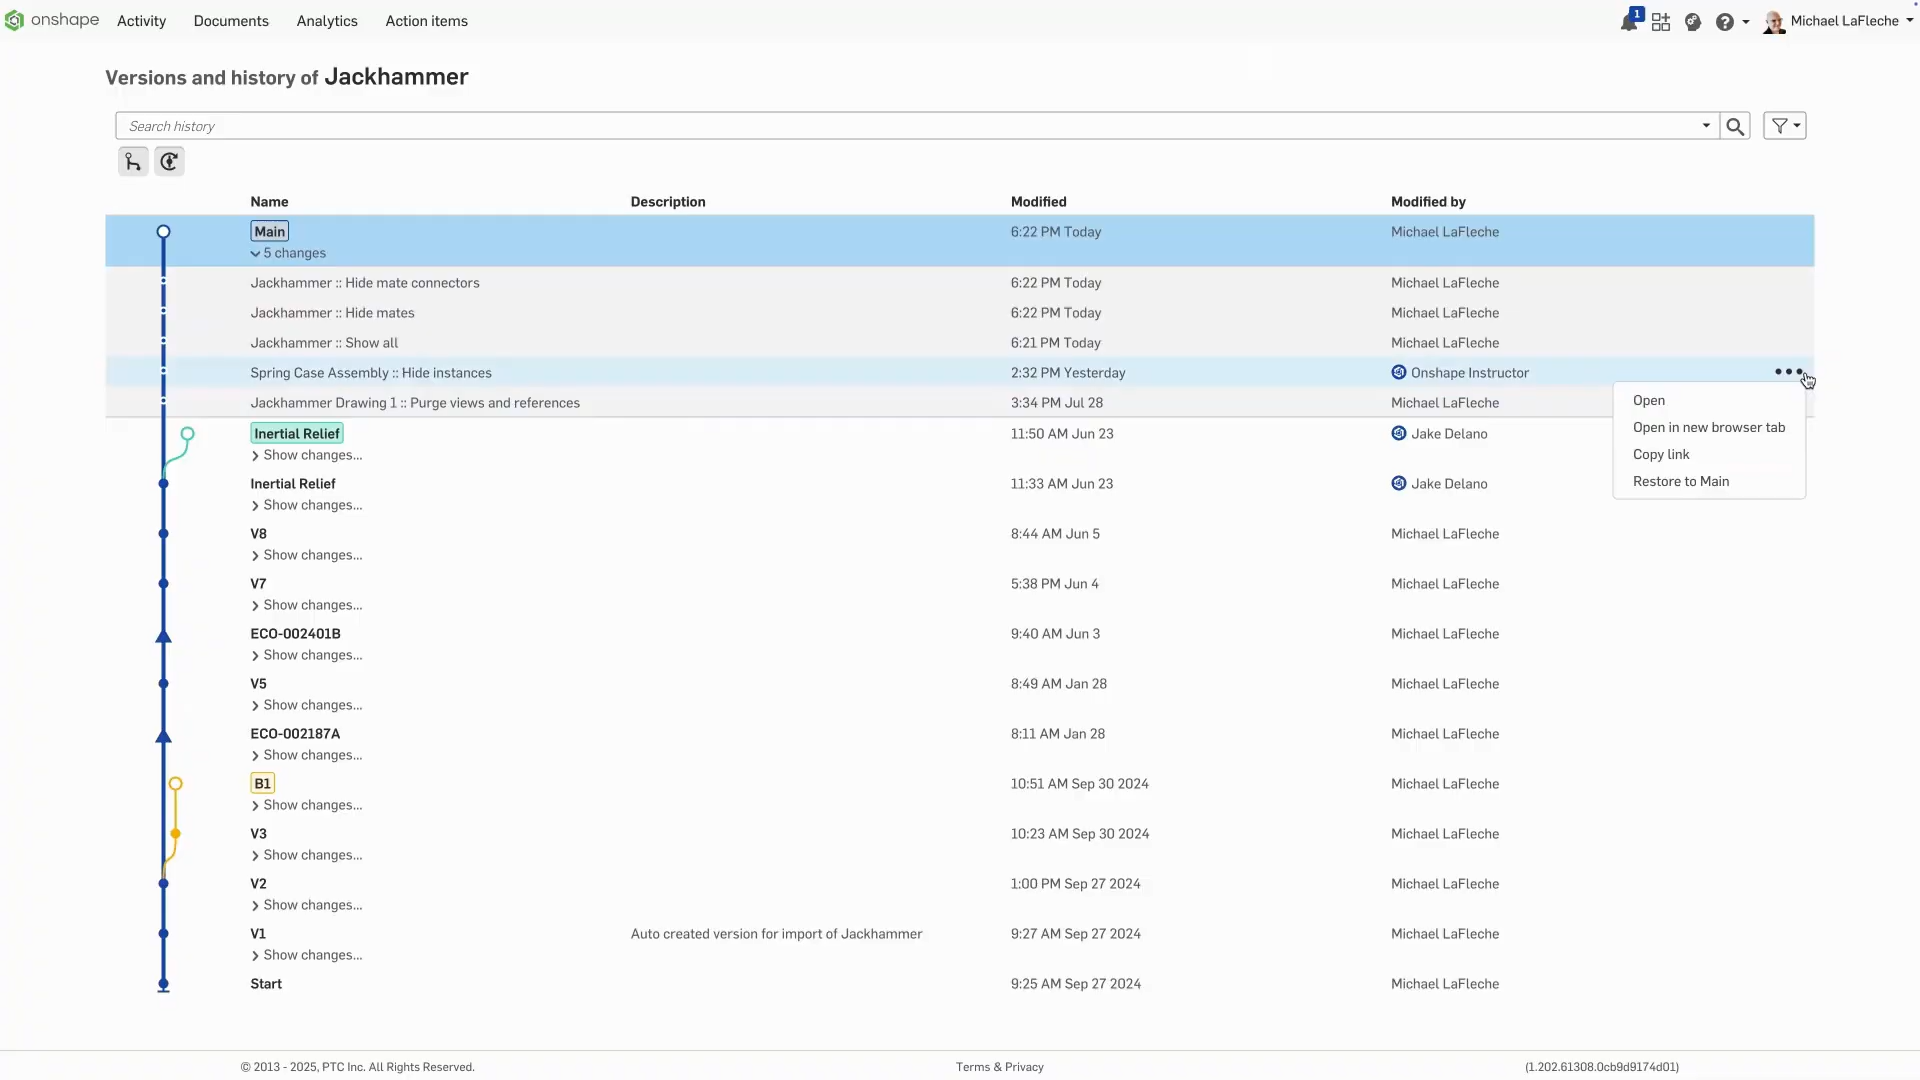 onshape Activity Documents Analytics Action items 1 Michael LaFleche
Versions and history of Jackhammer
Search history
Name Description Modified Modified by
Main 6:22 PM Today Michael LaFleche
5 changes
Jackhammer :: Hide mate connectors 6:22 PM Today Michael LaFleche
Jackhammer :: Hide mates 6:22 PM Today Michael LaFleche
Jackhammer :: Show all 6:21 PM Today Michael LaFleche
Spring Case Assembly :: Hide instances 2:32 PM Yesterday Onshape Instructor
Jackhammer Drawing 1 :: Purge views and references 3:34 PM Jul 28 Michael LaFleche
Open
Open in new browser tab
Copy link
Restore to Main
Inertial Relief 11:50 AM Jun 23 Jake Delano
Show changes...
Inertial Relief 11:33 AM Jun 23 Jake Delano
Show changes...
V8 8:44 AM Jun 5 Michael LaFleche
Show changes...
V7 5:38 PM Jun 4 Michael LaFleche
Show changes...
ECO-002401B 9:40 AM Jun 3 Michael LaFleche
Show changes...
V5 8:49 AM Jan 28 Michael LaFleche
Show changes...
ECO-002187A 8:11 AM Jan 28 Michael LaFleche
Show changes...
B1 10:51 AM Sep 30 2024 Michael LaFleche
Show changes...
V3 10:23 AM Sep 30 2024 Michael LaFleche
Show changes...
V2 1:00 PM Sep 27 2024 Michael LaFleche
Show changes...
V1 Auto created version for import of Jackhammer 9:27 AM Sep 27 2024 Michael LaFleche
Show changes...
Start 9:25 AM Sep 27 2024 Michael LaFleche
© 2013 - 2025, PTC Inc. All Rights Reserved. Terms & Privacy (1.202.61308.0cb9d9174d01)